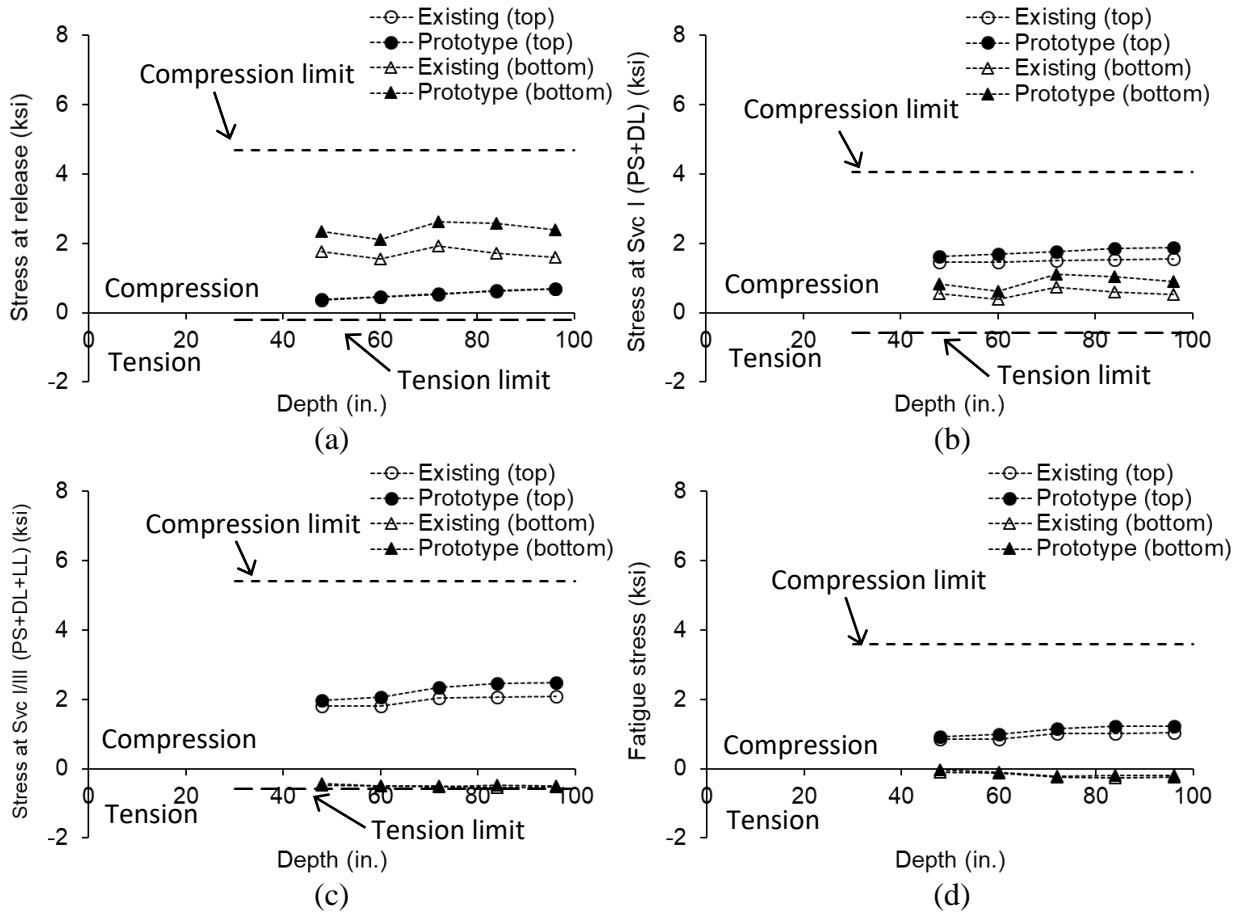 Existing (top)
Prototype (top)
Existing (bottom)
Prototype (bottom)
Compression limit
Stress at release (ksi)
8
6
4
2
0
-2
Compression
0 20 40 60 80 100
Tension
Tension limit
Depth (in.)
(a)
Existing (top)
Prototype (top)
Existing (bottom)
Prototype (bottom)
Compression limit
Stress at Svc I (PS+DL) (ksi)
8
6
4
2
0
-2
Compression
0 20 40 60 80 100
Tension
Tension limit
Depth (in.)
(b)
Existing (top)
Prototype (top)
Existing (bottom)
Prototype (bottom)
Compression limit
Stress at Svc I/III (PS+DL+LL) (ksi)
8
6
4
2
0
-2
Compression
0 20 40 60 80 100
Tension
Tension limit
Depth (in.)
(c)
Existing (top)
Prototype (top)
Existing (bottom)
Prototype (bottom)
Compression limit
Fatigue stress (ksi)
8
6
4
2
0
-2
Compression
0 20 40 60 80 100
Tension
Depth (in.)
(d)